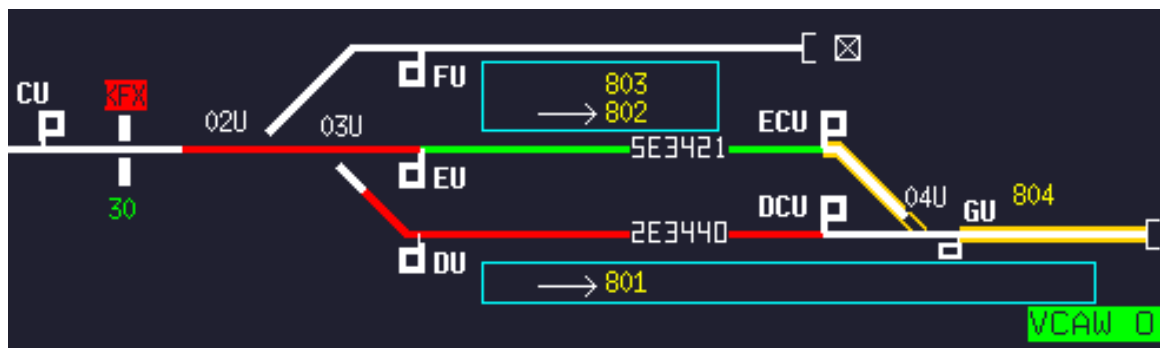 FU
803
CU
KFX
802
02U
03U
ECU
5E3421
EU
30
DCU
04U
GU
804
2E3440
DU
801
VCAW 0